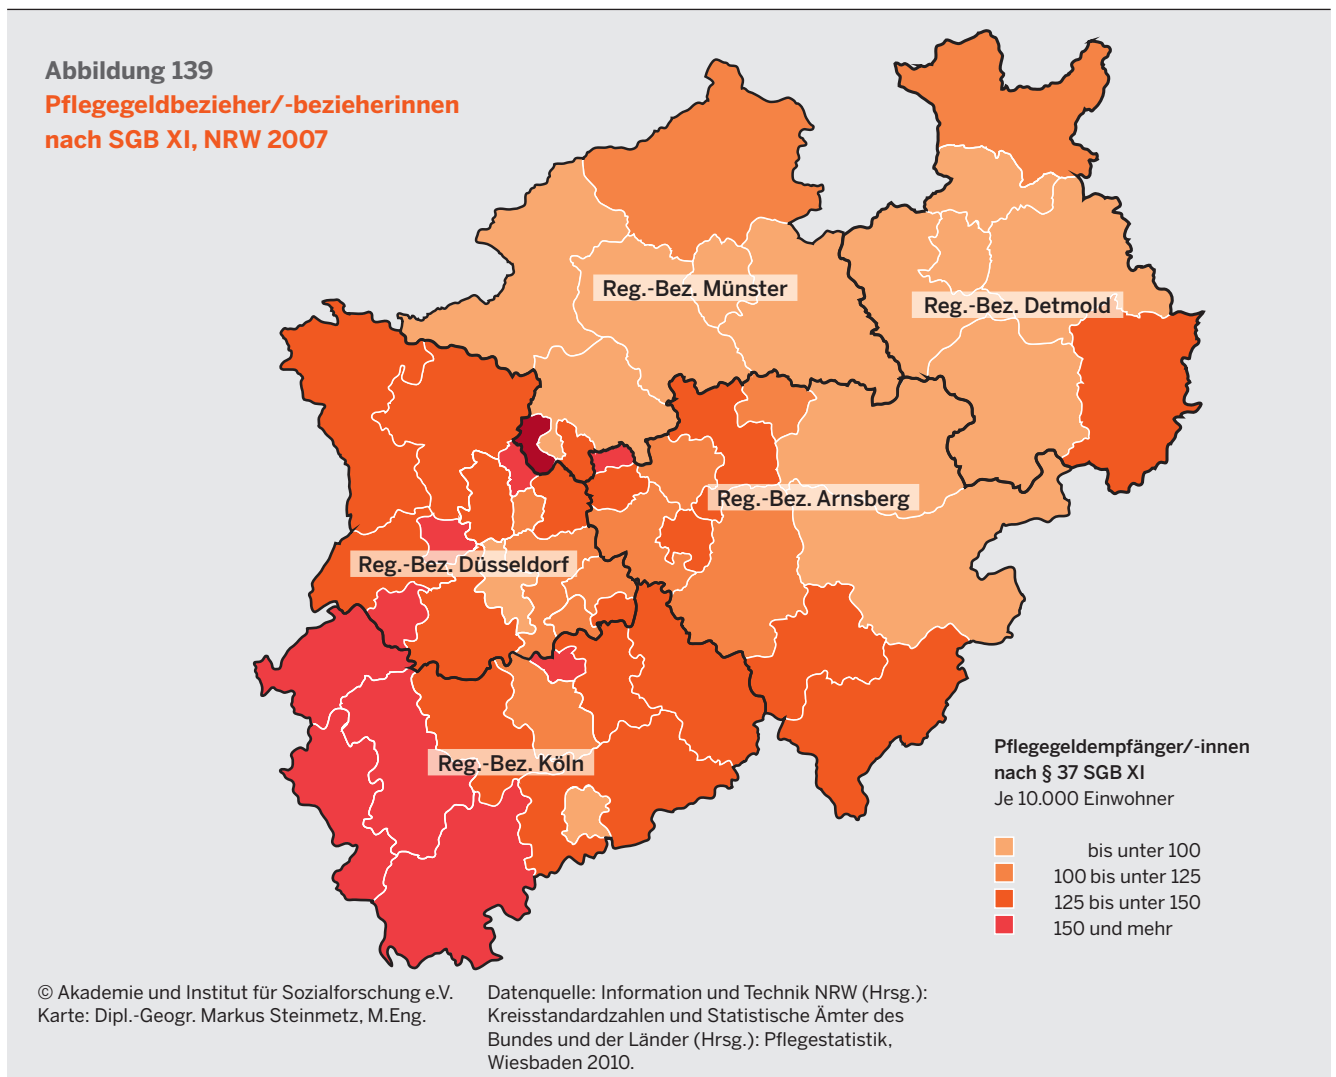 Abbildung 139
Pflegegeldbezieher/-bezieherinnen
nach SGB XI, NRW 2007
Reg.-Bez. Münster
Reg.-Bez. Detmold
Reg.-Bez. Arnsberg
Reg.-Bez. Düsseldorf
Reg.-Bez. Köln
Pflegegeldempfänger/-innen
nach § 37 SGB XI
Je 10.000 Einwohner
bis unter 100
100 bis unter 125
125 bis unter 150
150 und mehr
© Akademie und Institut für Sozialforschung e.V.
Karte: Dipl.-Geogr. Markus Steinmetz, M.Eng.
Datenquelle: Information und Technik NRW (Hrsg.):
Kreisstandardzahlen und Statistische Ämter des
Bundes und der Länder (Hrsg.): Pflegestatistik,
Wiesbaden 2010.